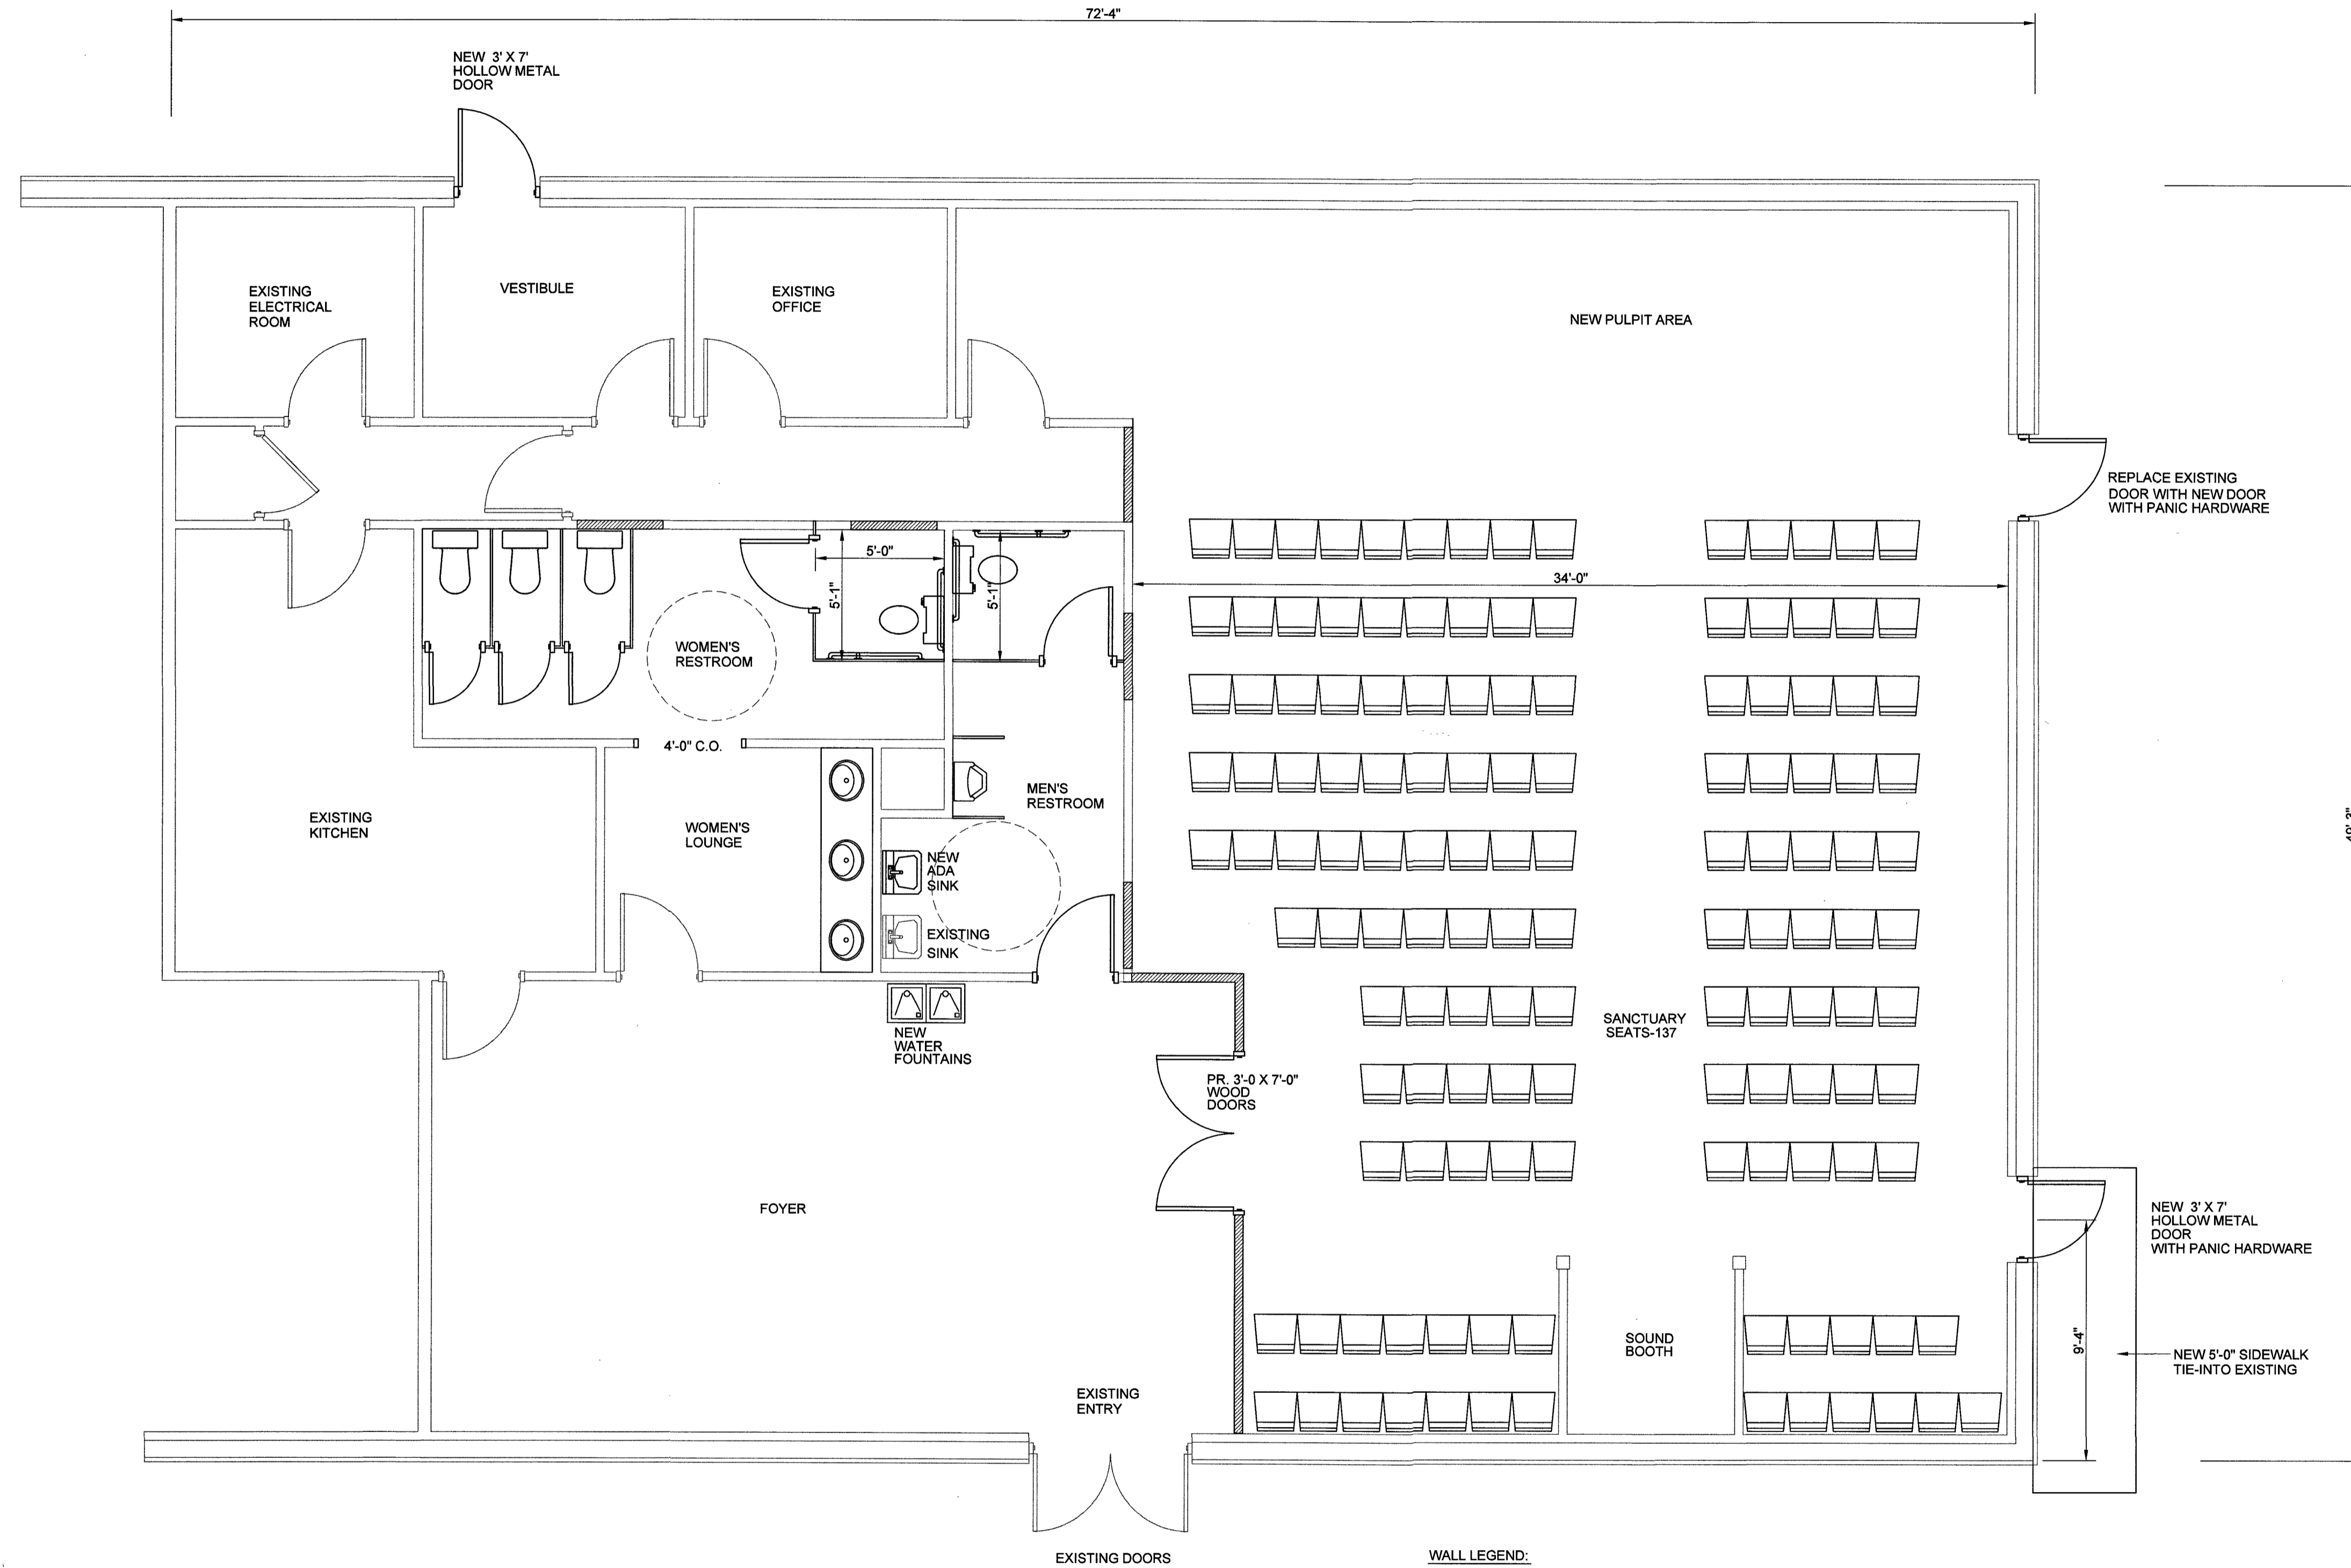 72'-4"
NEW 3' X 7'
HOLLOW METAL
DOOR
EXISTING
ELECTRICAL
ROOM
VESTIBULE
EXISTING
OFFICE
NEW PULPIT AREA
REPLACE EXISTING
DOOR WITH NEW DOOR
WITH PANIC HARDWARE
5'-0"
5'-1"
5'-1"
34'-0"
WOMEN'S
RESTROOM
4'-0" C.O.
MEN'S
RESTROOM
EXISTING
KITCHEN
WOMEN'S
LOUNGE
NEW
ADA
SINK
EXISTING
SINK
NEW
WATER
FOUNTAINS
SANCTUARY
SEATS-137
PR. 3'-0 X 7'-0"
WOOD
DOORS
FOYER
NEW 3' X 7'
HOLLOW METAL
DOOR
WITH PANIC HARDWARE
SOUND
BOOTH
9'-4"
NEW 5'-0" SIDEWALK
TIE-INTO EXISTING
EXISTING
ENTRY
EXISTING DOORS
WALL LEGEND: